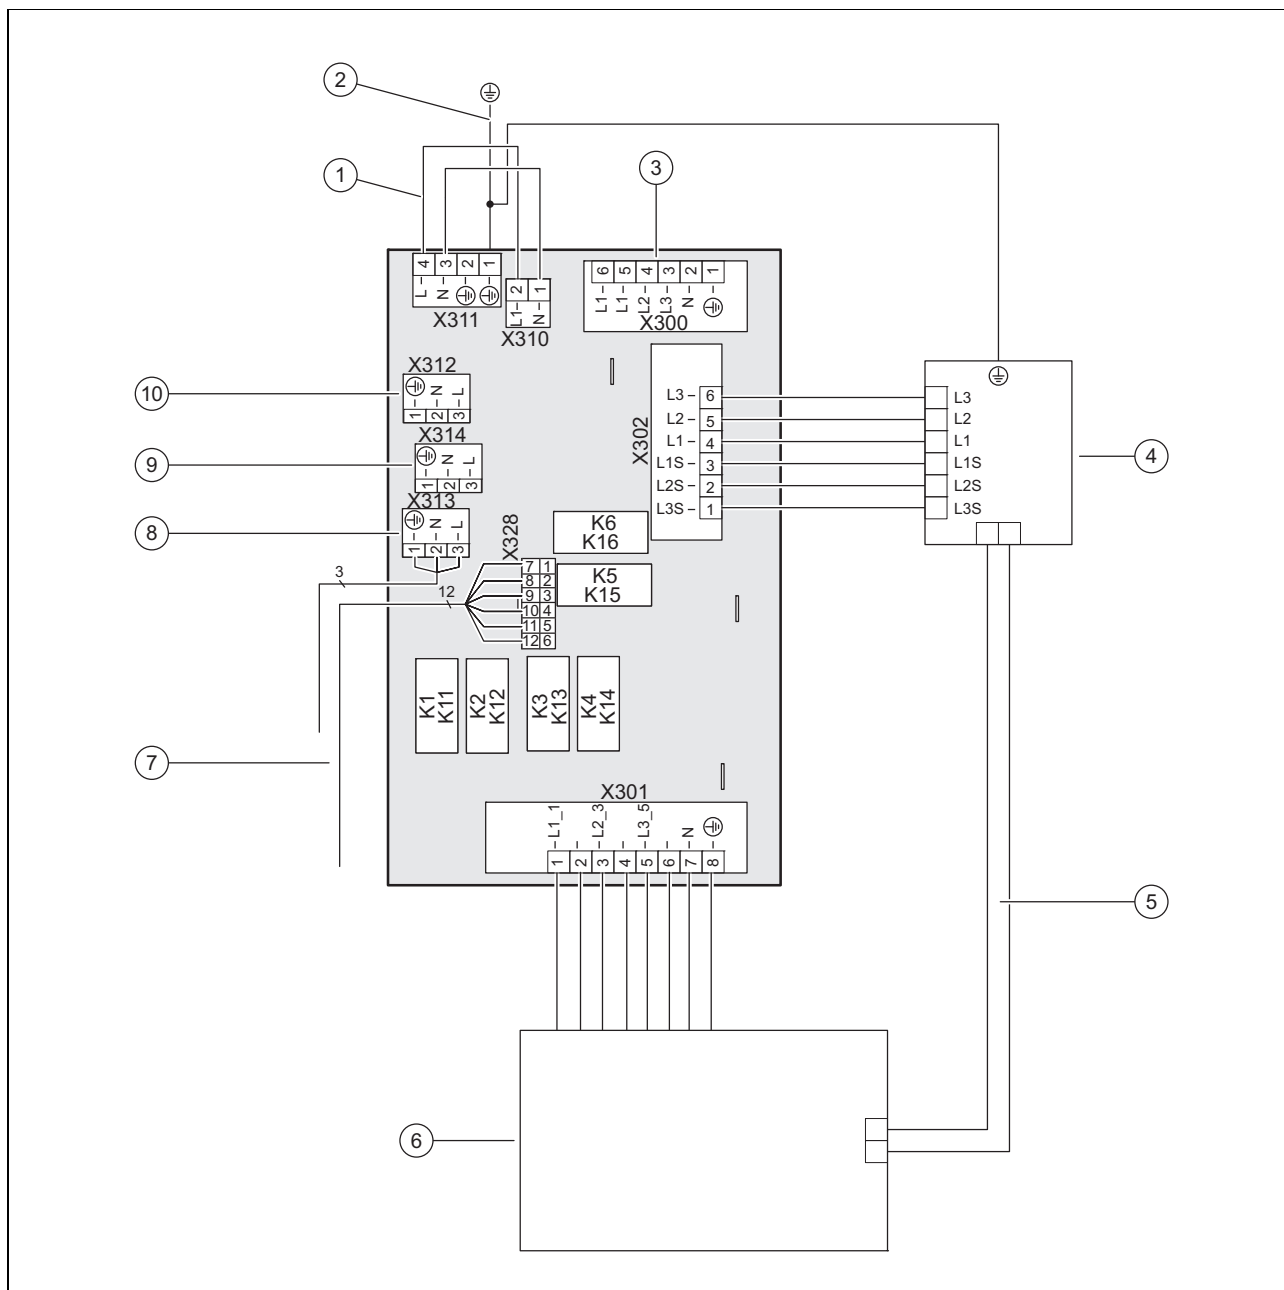 2
1
3
4 3 2 1
L N
X311
2 1
L1 N
X310
6 5 4 3 2 1
L1 L1 L2 L3 N
X300
X312
N L
1 2 3
10
X314
N L
1 2 3
9
X313
N L
1 2 3
8
X302
L3 6
L2 5
L1 4
L1S 3
L2S 2
L3S 1
L3
L2
L1
L1S
L2S
L3S
4
X328
7 1
8 2
9 3
10 4
11 5
12 6
K6
K16
K5
K15
3
12
K1
K11
K2
K12
K3
K13
K4
K14
7
X301
L1_1 L2_3 L3_5 N
1 2 3 4 5 6 7 8
5
6